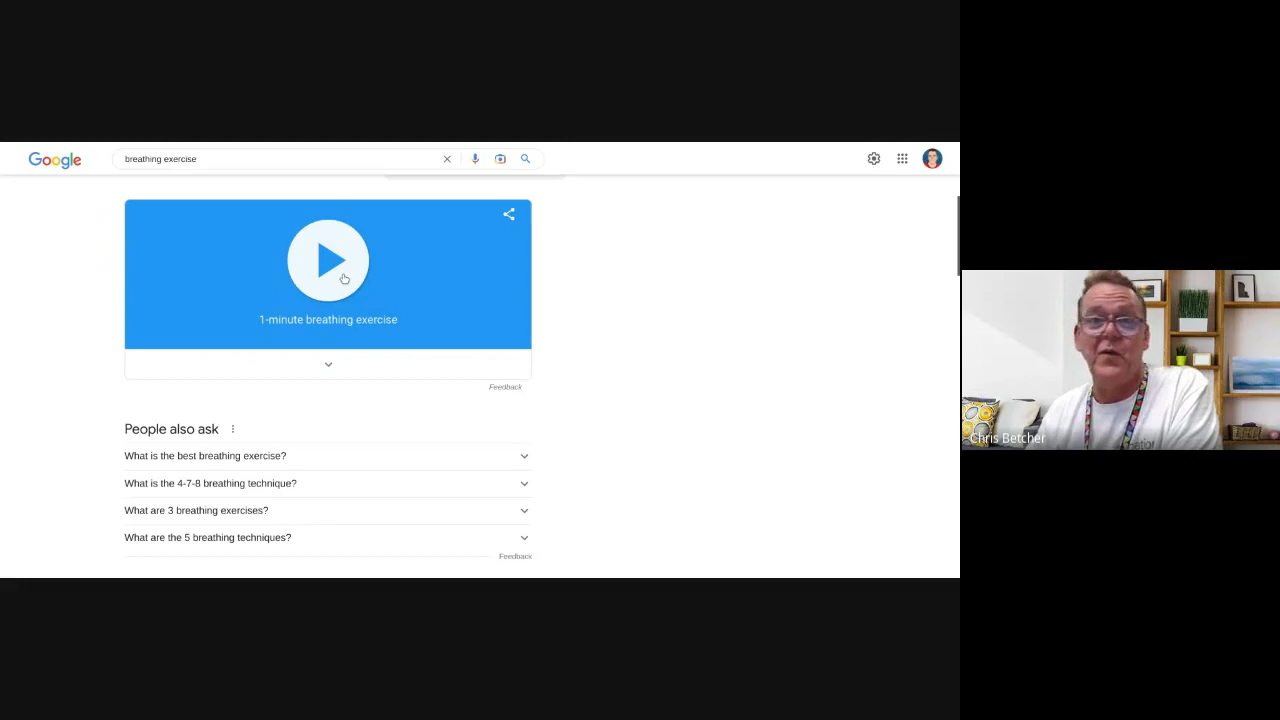 Google
breathing exercise
1-minute breathing exercise
Feedback
People also ask
What is the best breathing exercise?
What is the 4-7-8 breathing technique?
What are 3 breathing exercises?
What are the 5 breathing techniques?
Feedback
Chris Betcher